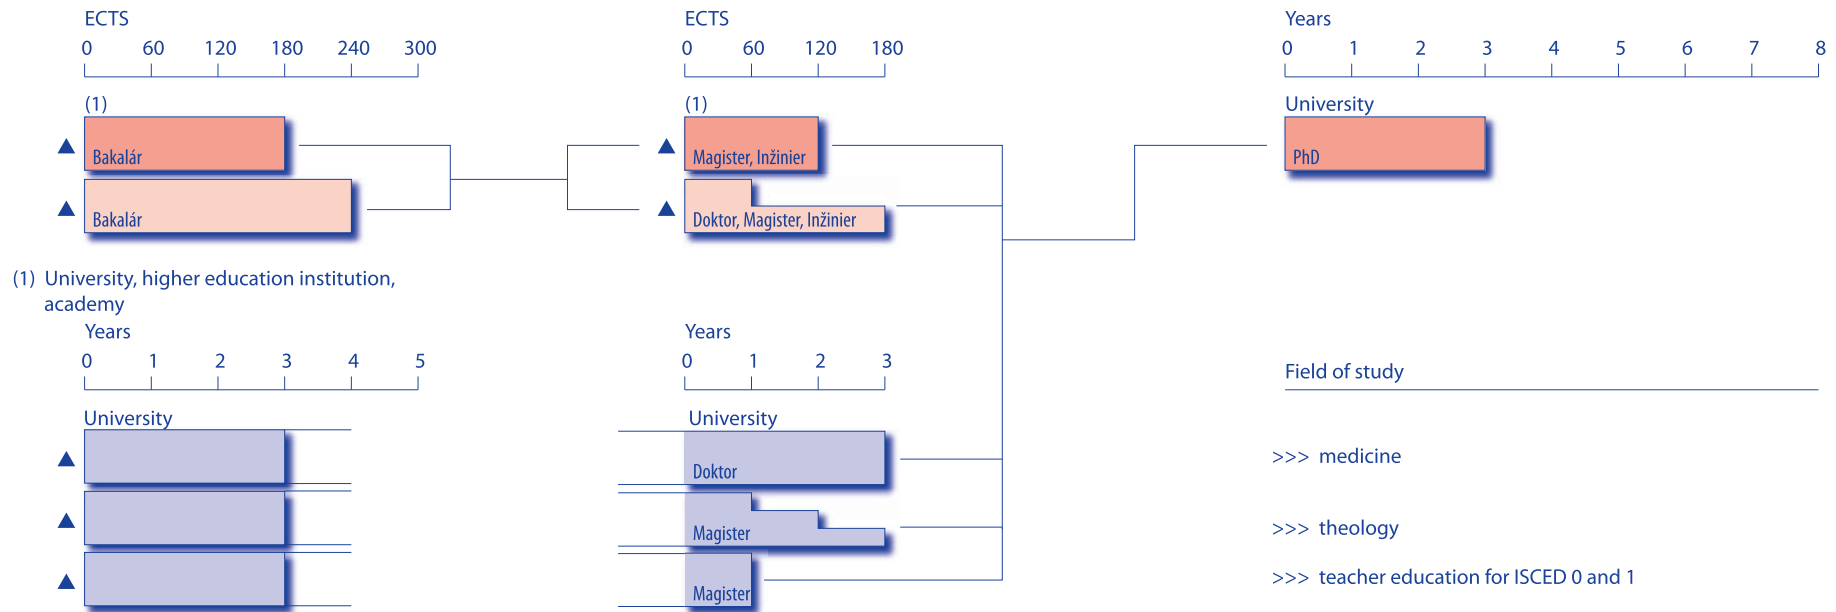 ECTS
0 60 120 180 240 300
ECTS
0 60 120 180
Years
0 1 2 3 4 5 6 7 8
(1)
Bakalár
Bakalár
(1)
Magister, Inžinier
Doktor, Magister, Inžinier
University
PhD
(1) University, higher education institution,
academy
Years
0 1 2 3 4 5
Years
0 1 2 3
Field of study
University
University
Doktor
>>> medicine
Magister
>>> theology
Magister
>>> teacher education for ISCED 0 and 1